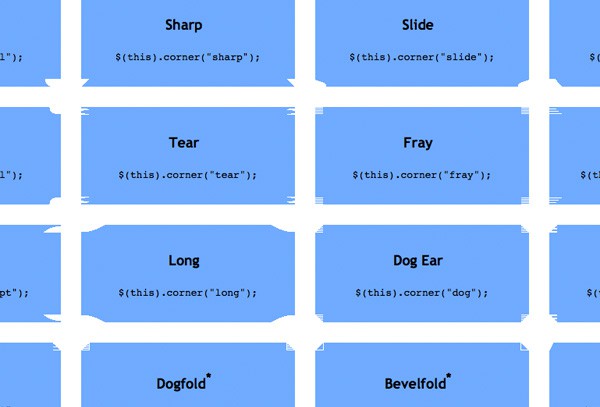 Sharp
Slide
l");
$(this).corner("sharp");
$(this).corner("slide");
$(
Tear
Fray
l");
$(this).corner("tear");
$(this).corner("fray");
$(th
Long
Dog Ear
pt");
$(this).corner("long");
$(this).corner("dog");
$(t
Dogfold*
Bevelfold*